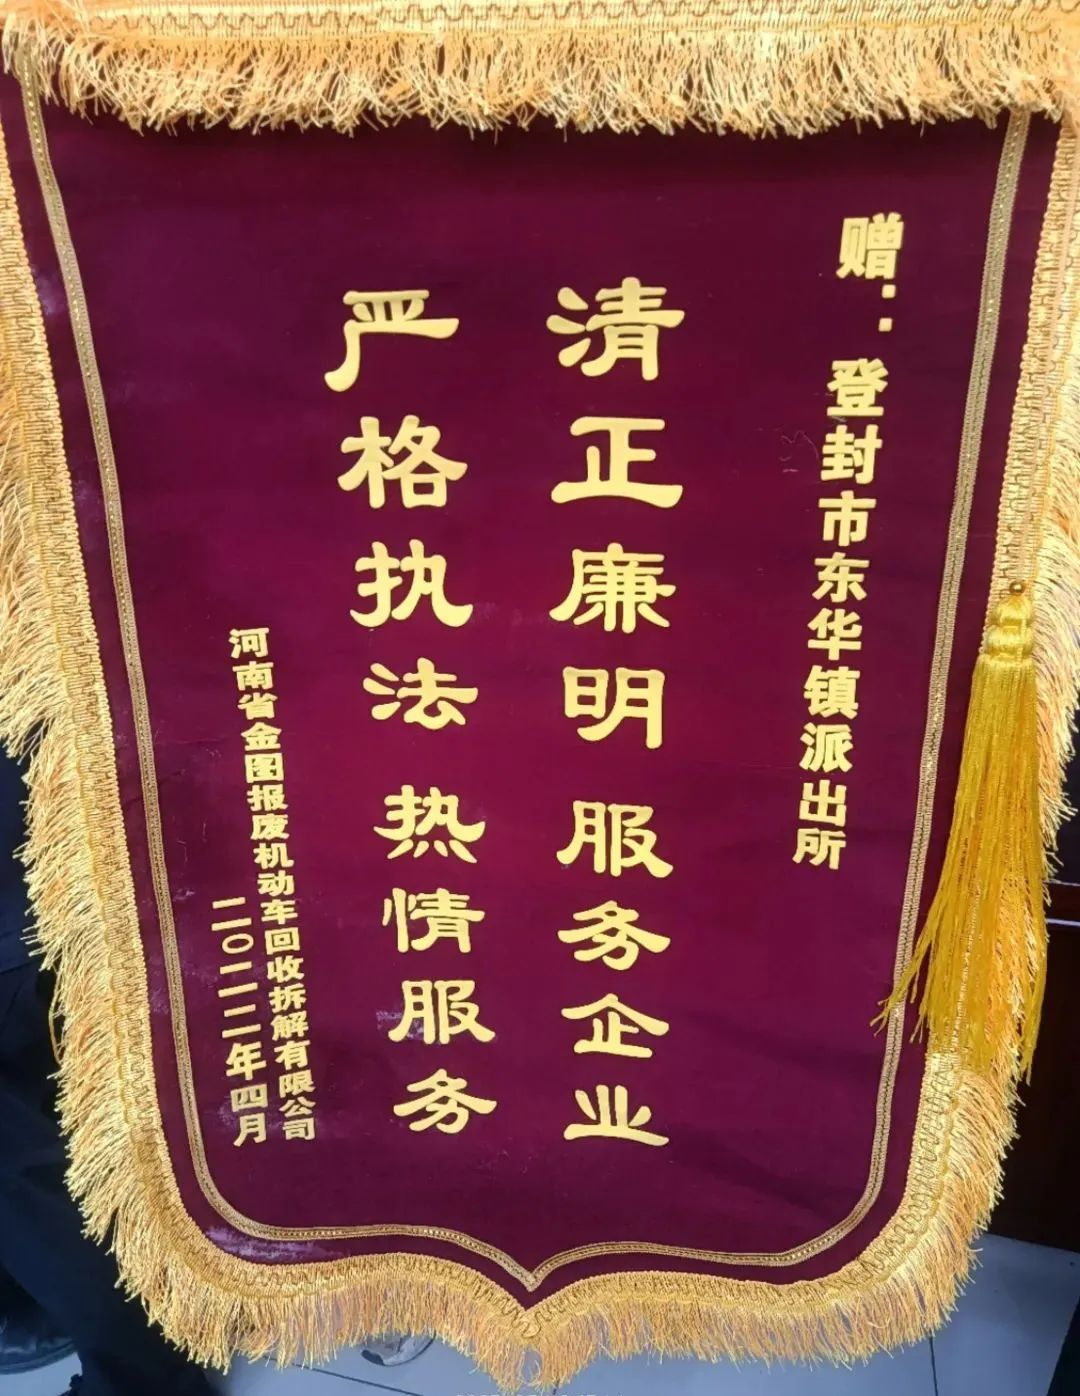 赠：登封市东华镇派出所
清正廉明 服务企业
严格执法 热情服务
河南省金图报废机动车回收拆解有限公司
二〇二二年四月